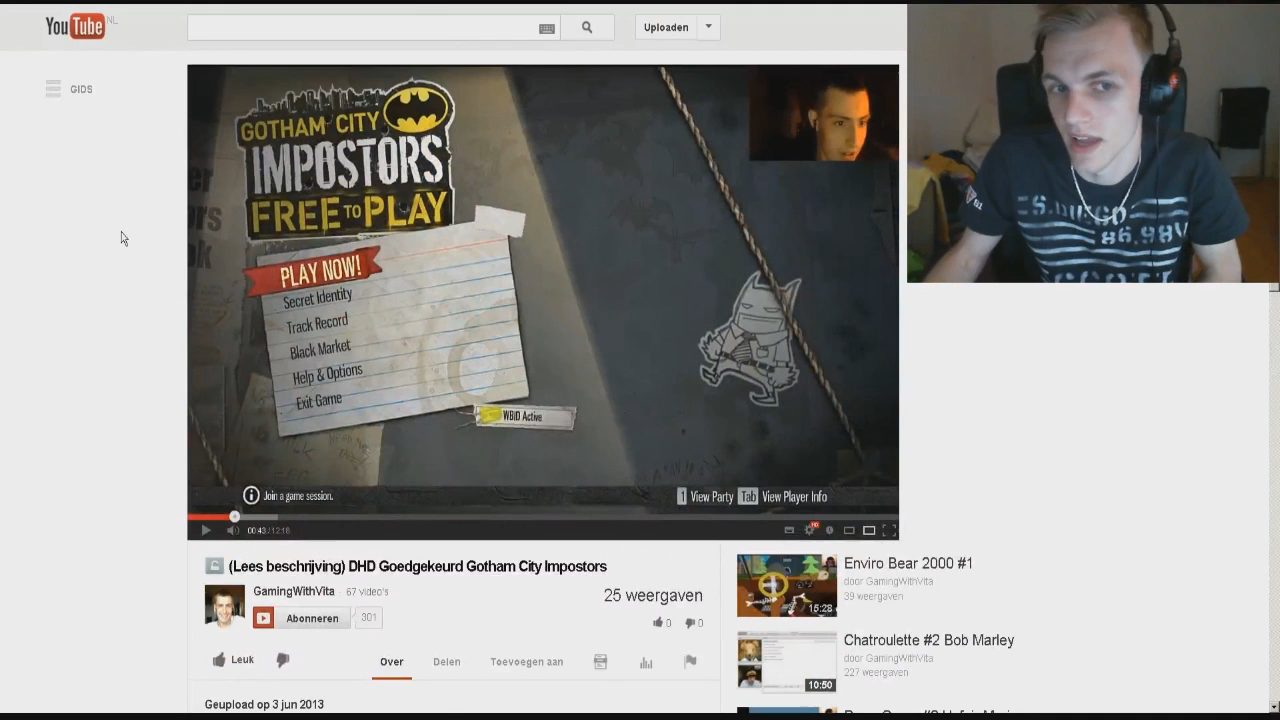 YouTube NL
Uploaden
GIDS
GOTHAM CITY
IMPOSTORS
FREE TO PLAY
PLAY NOW!
Secret Identity
Track Record
Black Market
Help & Options
Exit Game
WBiD Active
Join a game session.
1 View Party Tab View Player Info
00:43 / 12:18
(Lees beschrijving) DHD Goedgekeurd Gotham City Impostors
GamingWithVita · 67 video's
Abonneren 301
25 weergaven
0 0
Leuk
Over Delen Toevoegen aan
Geupload op 3 jun 2013
15:28
Enviro Bear 2000 #1
door GamingWithVita
39 weergaven
10:50
Chatroulette #2 Bob Marley
door GamingWithVita
227 weergaven
86.98V